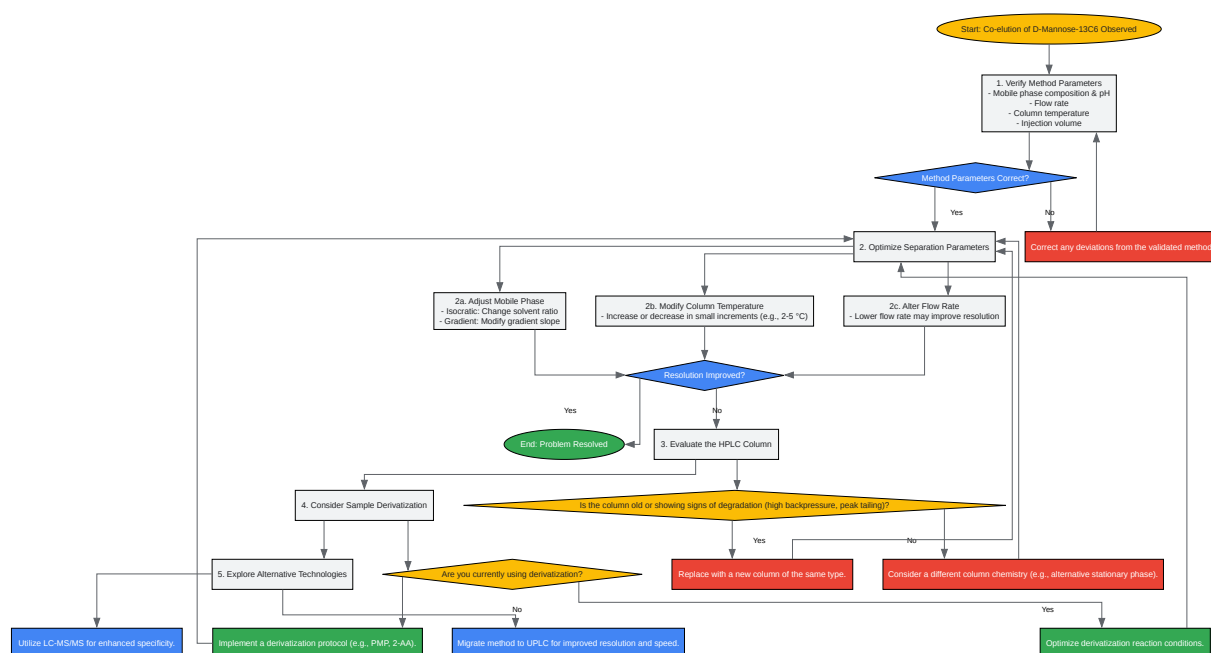 Start: Co-elution of D-Mannose-13C6 Observed
1. Verify Method Parameters
- Mobile phase composition & pH
- Flow rate
- Column temperature
- Injection volume
Method Parameters Correct?
Yes
No
2. Optimize Separation Parameters
Correct any deviations from the validated method
2a. Adjust Mobile Phase
- Isocratic: Change solvent ratio
- Gradient: Modify gradient slope
2b. Modify Column Temperature
- Increase or decrease in small increments (e.g., 2-5 °C)
2c. Alter Flow Rate
- Lower flow rate may improve resolution
Resolution Improved?
Yes
No
End: Problem Resolved
3. Evaluate the HPLC Column
4. Consider Sample Derivatization
Is the column old or showing signs of degradation (high backpressure, peak tailing)?
Yes
No
5. Explore Alternative Technologies
Are you currently using derivatization?
Replace with a new column of the same type.
Consider a different column chemistry (e.g., alternative stationary phase).
No
Yes
Utilize LC-MS/MS for enhanced specificity.
Implement a derivatization protocol (e.g., PMP, 2-AA).
Migrate method to UPLC for improved resolution and speed.
Optimize derivatization reaction conditions.